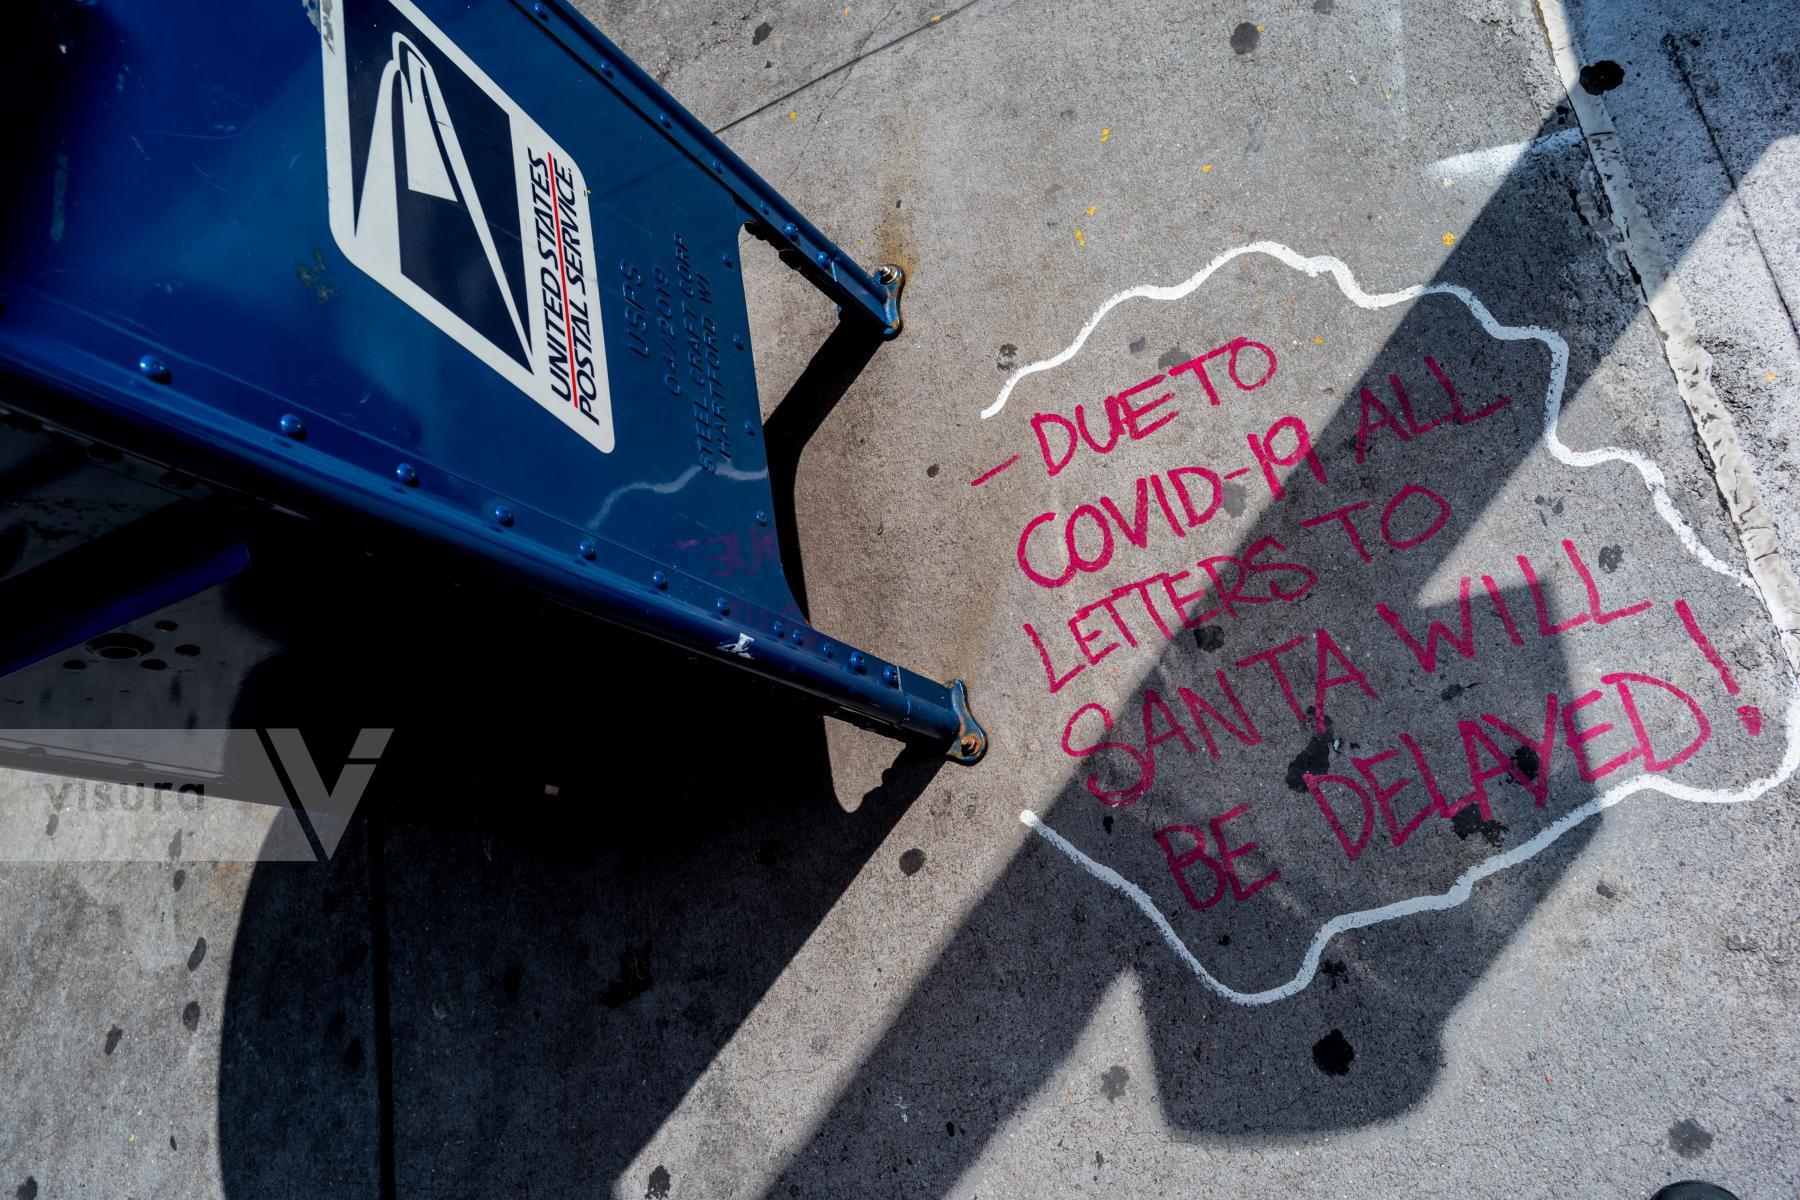 UNITED STATES
POSTAL SERVICE
USPS
04/2019
STEEL CRAFT CORP
HARTFORD WI
- DUE TO
COVID-19 ALL
LETTERS TO
SANTA WILL
BE DELAYED!
visura